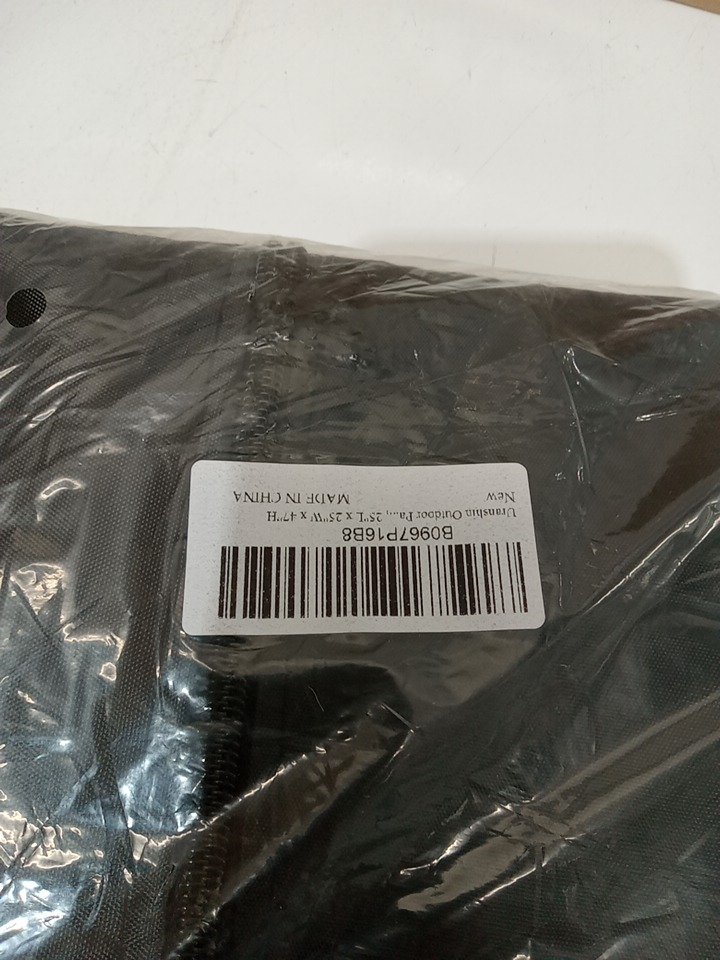 B0967P16B8
Uranshin Outdoor Pa..., 25"L x 25"W x 47"H
New MADE IN CHINA